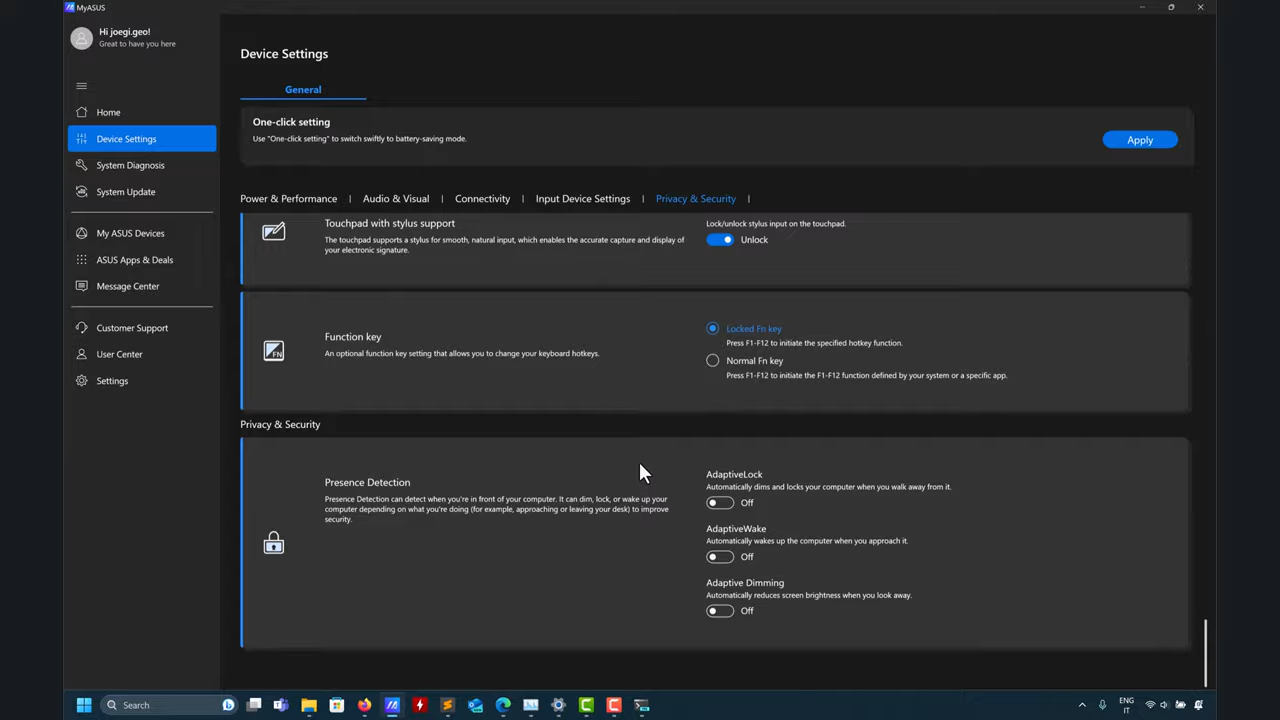 MyASUS
Hi joegi.geo!
Great to have you here
Home
Device Settings
System Diagnosis
System Update
My ASUS Devices
ASUS Apps & Deals
Message Center
Customer Support
User Center
Settings
Device Settings
General
One-click setting
Use "One-click setting" to switch swiftly to battery-saving mode.
Apply
Power & Performance | Audio & Visual | Connectivity | Input Device Settings | Privacy & Security |
Touchpad with stylus support
The touchpad supports a stylus for smooth, natural input, which enables the accurate capture and display of
your electronic signature.
Lock/unlock stylus input on the touchpad.
Unlock
Function key
An optional function key setting that allows you to change your keyboard hotkeys.
FN
Locked Fn key
Press F1-F12 to initiate the specified hotkey function.
Normal Fn key
Press F1-F12 to initiate the F1-F12 function defined by your system or a specific app.
Privacy & Security
Presence Detection
Presence Detection can detect when you're in front of your computer. It can dim, lock, or wake up your
computer depending on what you're doing (for example, approaching or leaving your desk) to improve
security.
AdaptiveLock
Automatically dims and locks your computer when you walk away from it.
Off
AdaptiveWake
Automatically wakes up the computer when you approach it.
Off
Adaptive Dimming
Automatically reduces screen brightness when you look away.
Off
Search
ENG
IT